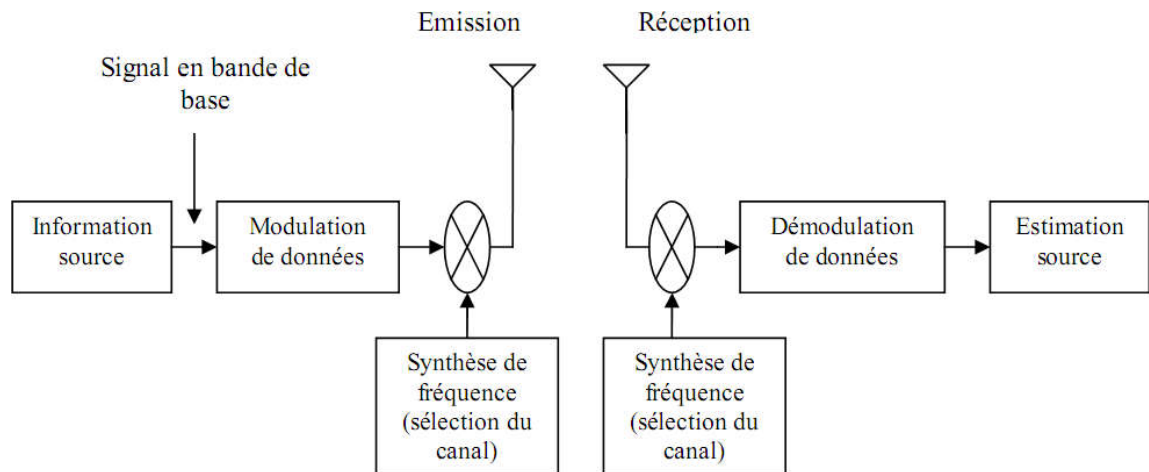 Emission
Réception
Signal en bande de
base
Information
source
Modulation
de données
Démodulation
de données
Estimation
source
Synthèse de
fréquence
(sélection du
canal)
Synthèse de
fréquence
(sélection du
canal)